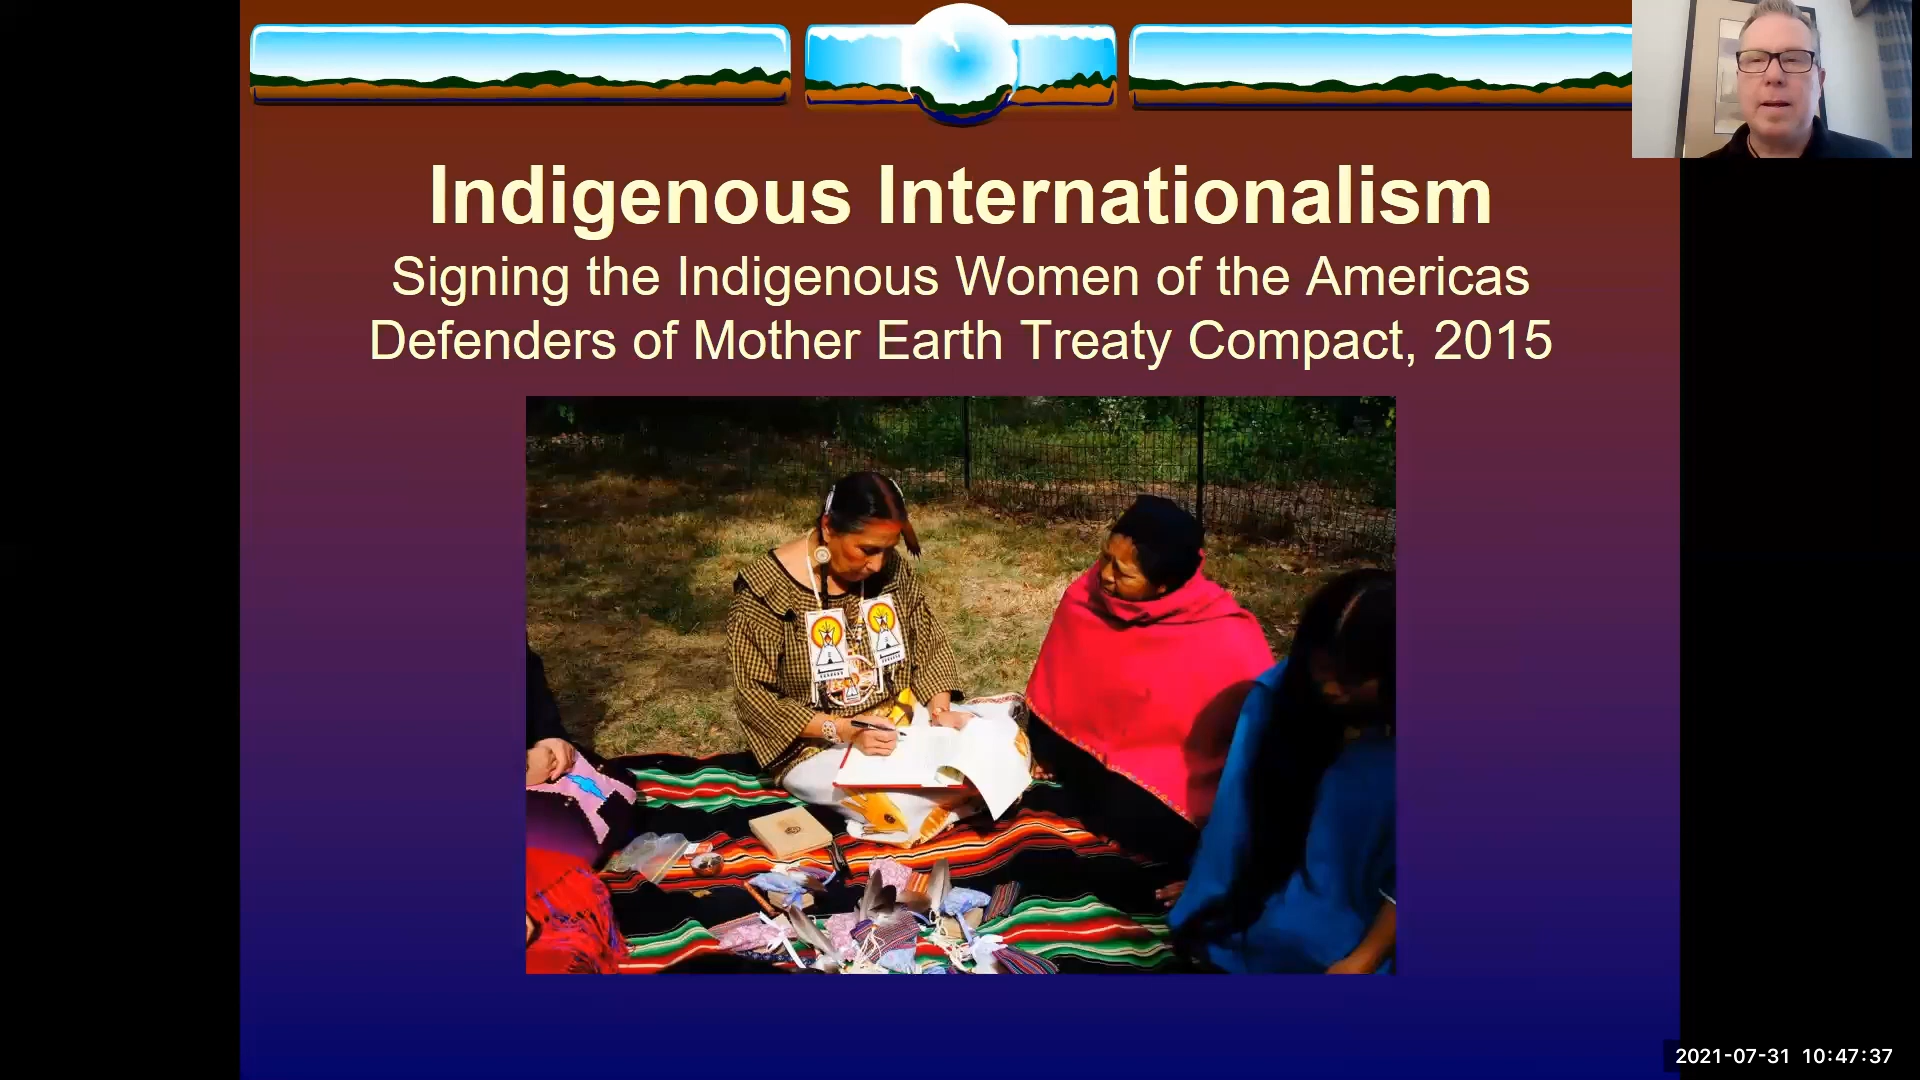 Indigenous Internationalism
Signing the Indigenous Women of the Americas
Defenders of Mother Earth Treaty Compact, 2015
2021-07-31 10:47:37